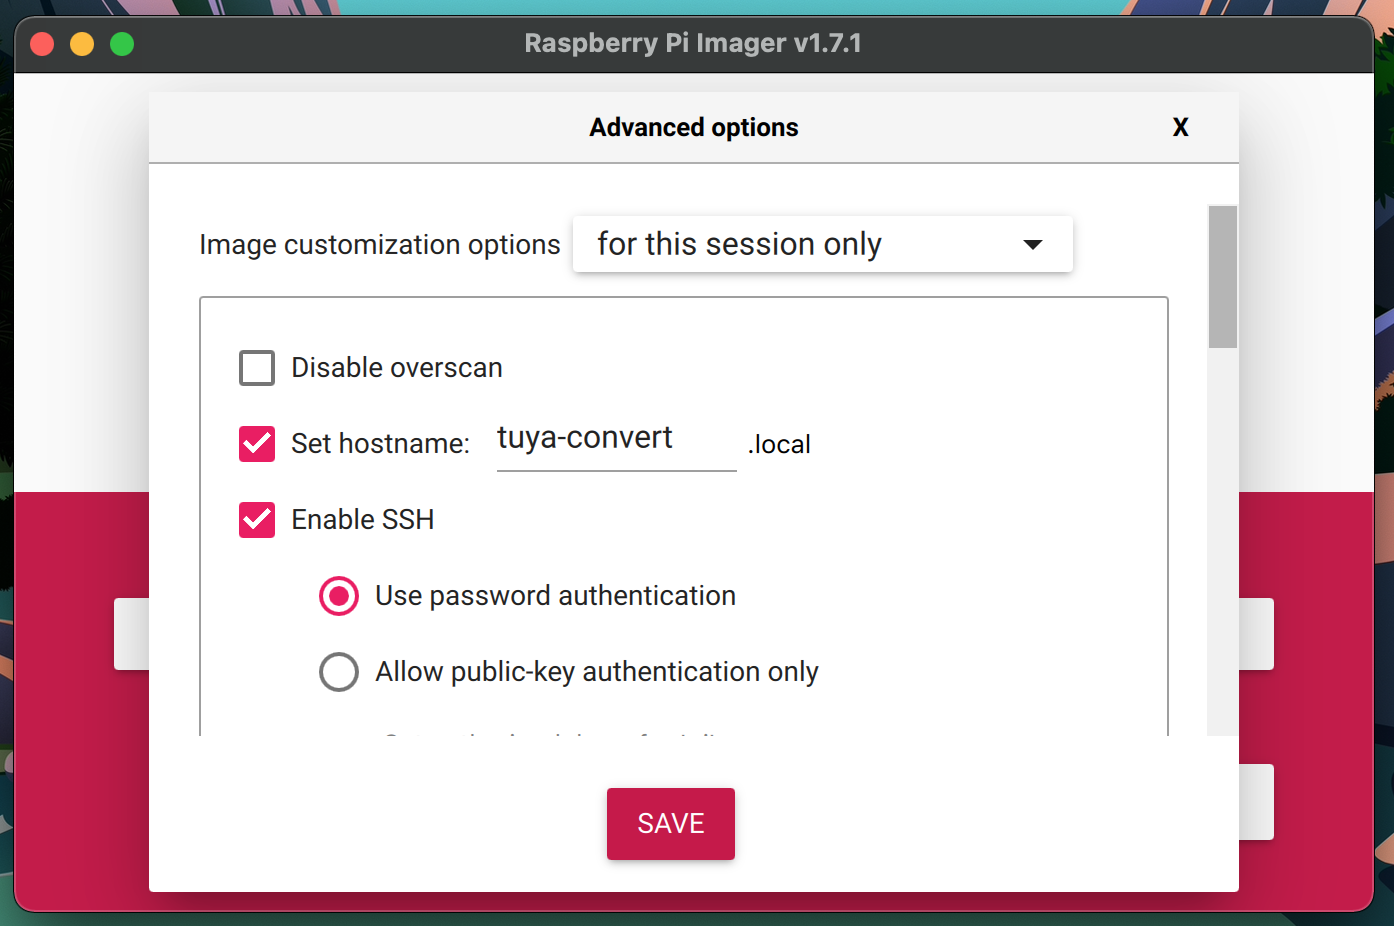 Raspberry Pi Imager v1.7.1
Advanced options
X
Image customization options for this session only
Disable overscan
Set hostname: tuya-convert .local
Enable SSH
Use password authentication
Allow public-key authentication only
SAVE